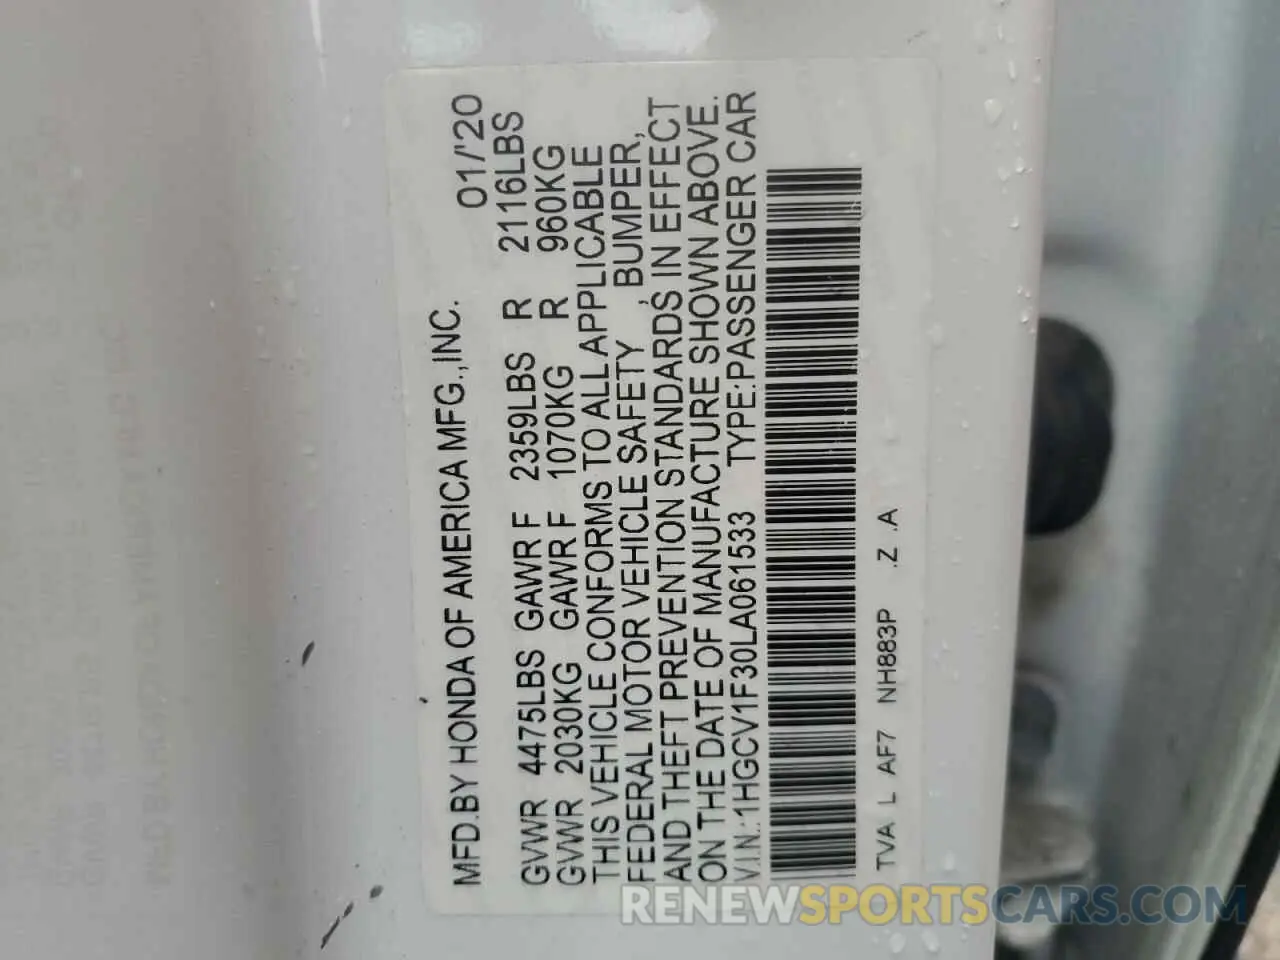 MFD.BY HONDA OF AMERICA MFG.,INC. 01/'20
GVWR 4475LBS GAWR F 2359LBS R 2116LBS
GVWR 2030KG GAWR F 1070KG R 960KG
THIS VEHICLE CONFORMS TO ALL APPLICABLE
FEDERAL MOTOR VEHICLE SAFETY , BUMPER,
AND THEFT PREVENTION STANDARDS IN EFFECT
ON THE DATE OF MANUFACTURE SHOWN ABOVE.
V.I.N.:1HGCV1F30LA061533 TYPE:PASSENGER CAR
TVA L AF7 NH883P .Z .A
RENEWSPORTSCARS.COM